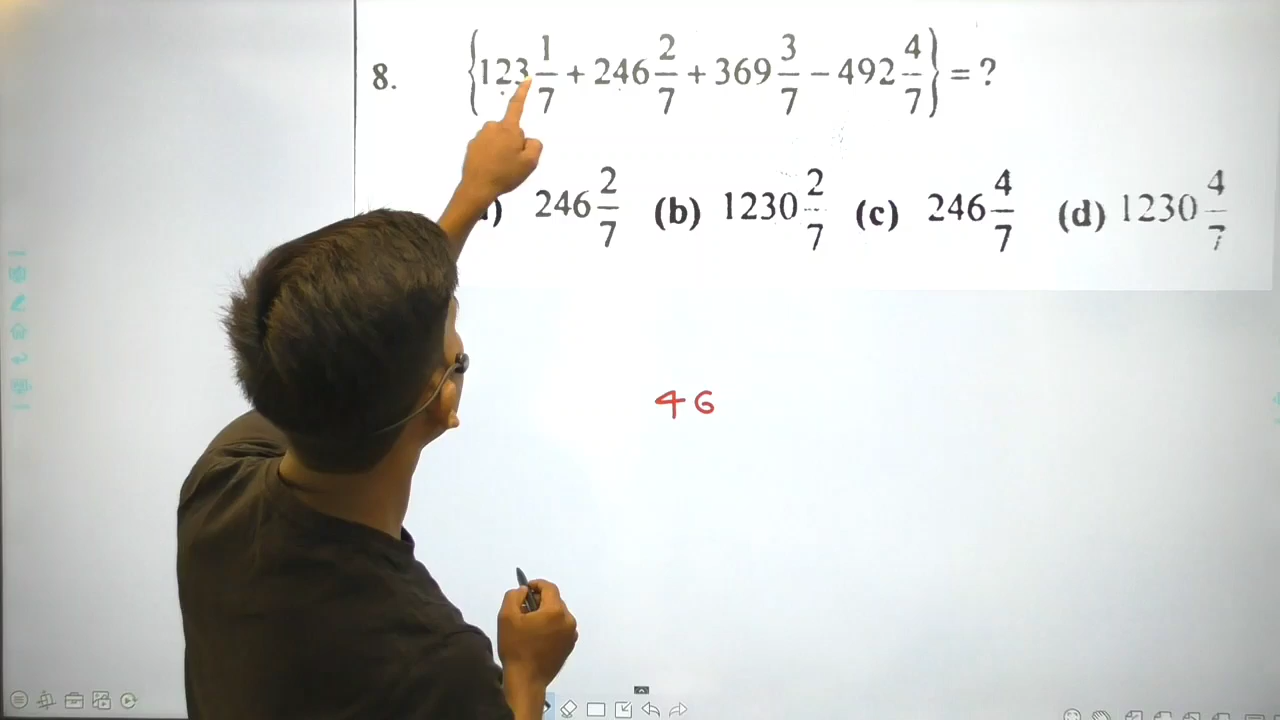 8. {123 1/7 + 246 2/7 + 369 3/7 − 492 4/7} = ?
) 246 2/7 (b) 1230 2/7 (c) 246 4/7 (d) 1230 4/7
46